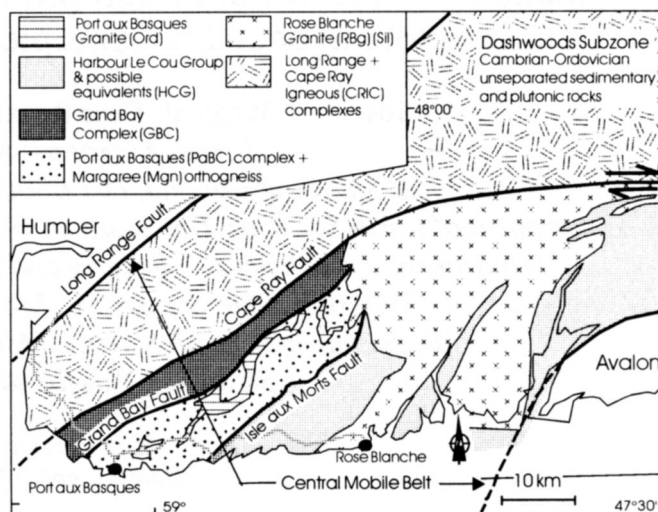 Port aux Basques
Granite (Ord)
Harbour Le Cou Group
& possible
equivalents (HCG)
Grand Bay
Complex (GBC)
Port aux Basques (PaBC) complex +
Margaree (Mgn) orthogneiss
Rose Blanche
Granite (RBg) (Sil)
Long Range +
Cape Ray
Igneous (CRIC)
complexes
Dashwoods Subzone
Cambrian-Ordovician
unseparated sedimentary
and plutonic rocks
48°00'
Humber
Long Range Fault
Cape Ray Fault
Grand Bay Fault
Isle aux Morts Fault
Avalon
Rose Blanche
Port aux Basques
Central Mobile Belt
10 km
59°
47°30'